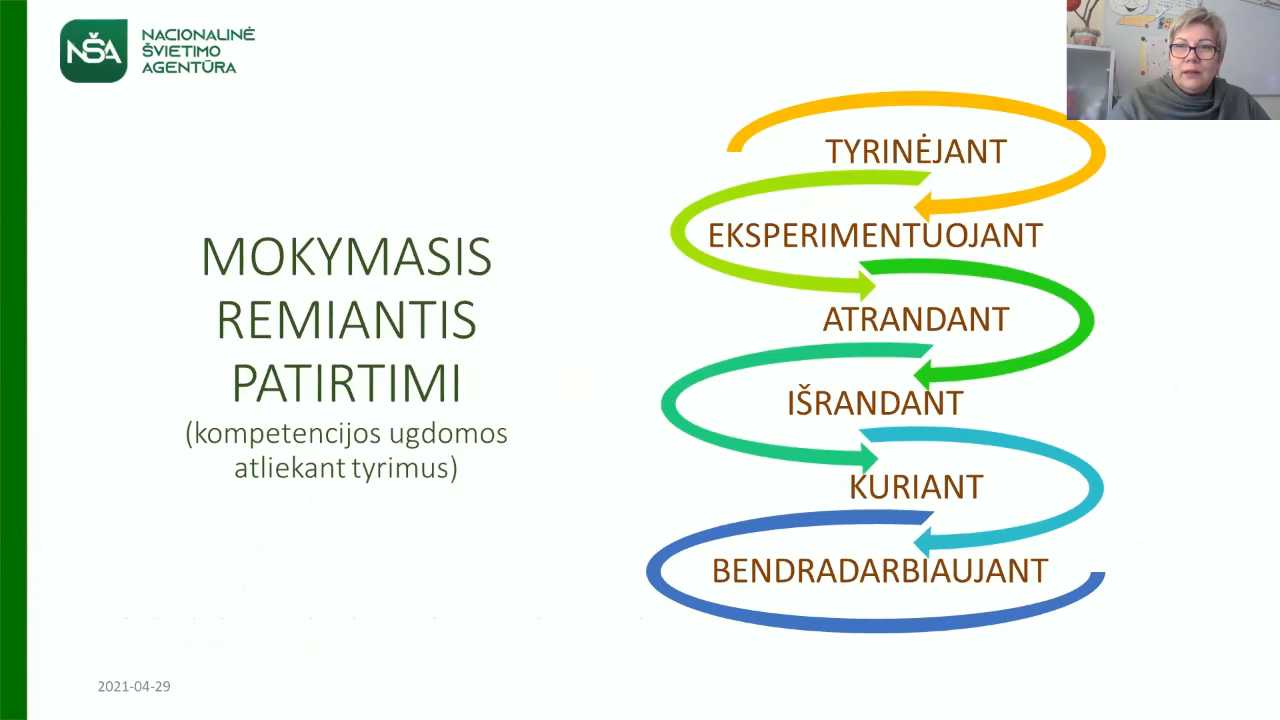 NŠA
NACIONALINĖ
ŠVIETIMO
AGENTŪRA
MOKYMASIS
REMIANTIS
PATIRTIMI
(kompetencijos ugdomos
atliekant tyrimus)
TYRINĖJANT
EKSPERIMENTUOJANT
ATRANDANT
IŠRANDANT
KURIANT
BENDRADARBIAUJANT
2021-04-29